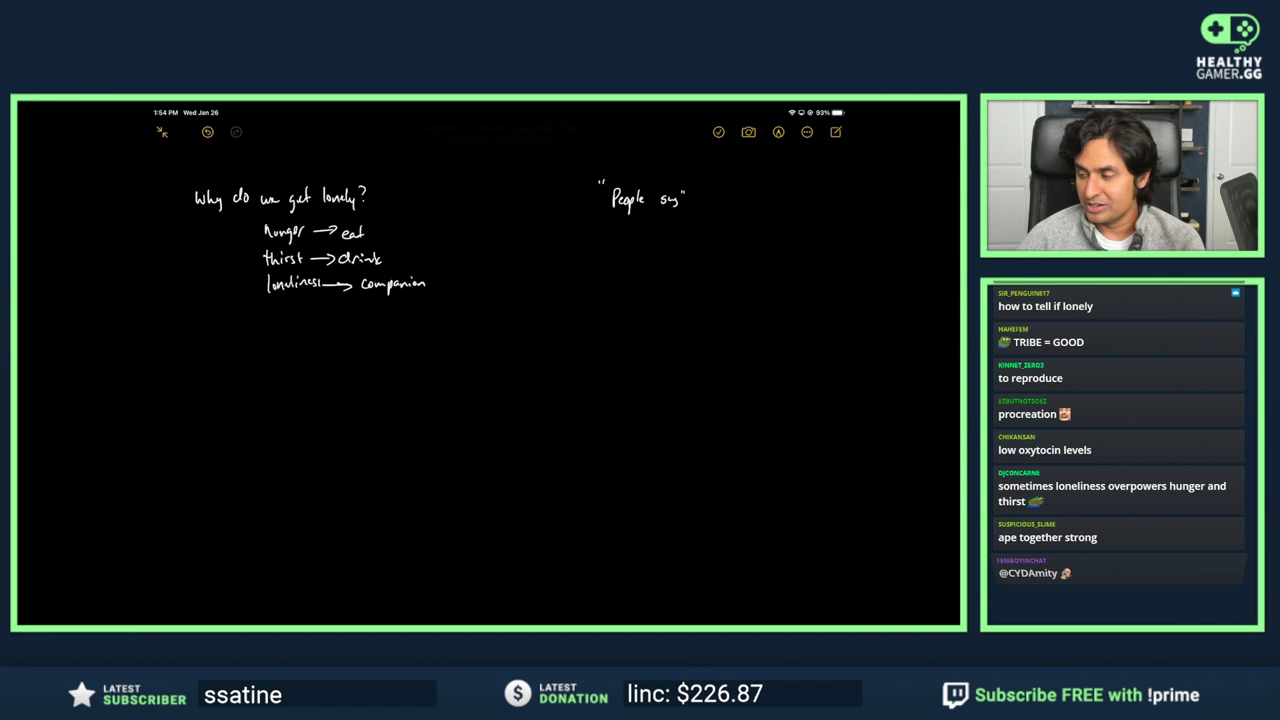 HEALTHY
GAMER.GG
1:54 PM Wed Jan 26
93%
Why do we get lonely?
hunger → eat
thirst → drink
loneliness → companion
"People say"
SIR_PENGUIN817
how to tell if lonely
HAHEFEM
TRIBE = GOOD
KINNET_ZERO3
to reproduce
EZBUTNOTSOEZ
procreation
CHIKANSAN
low oxytocin levels
DJCONCARNE
sometimes loneliness overpowers hunger and
thirst
SUSPICIOUS_SLIME
ape together strong
FEMBOYINCHAT
@CYDAmity
LATEST
SUBSCRIBER
ssatine
LATEST
DONATION
linc: $226.87
Subscribe FREE with !prime